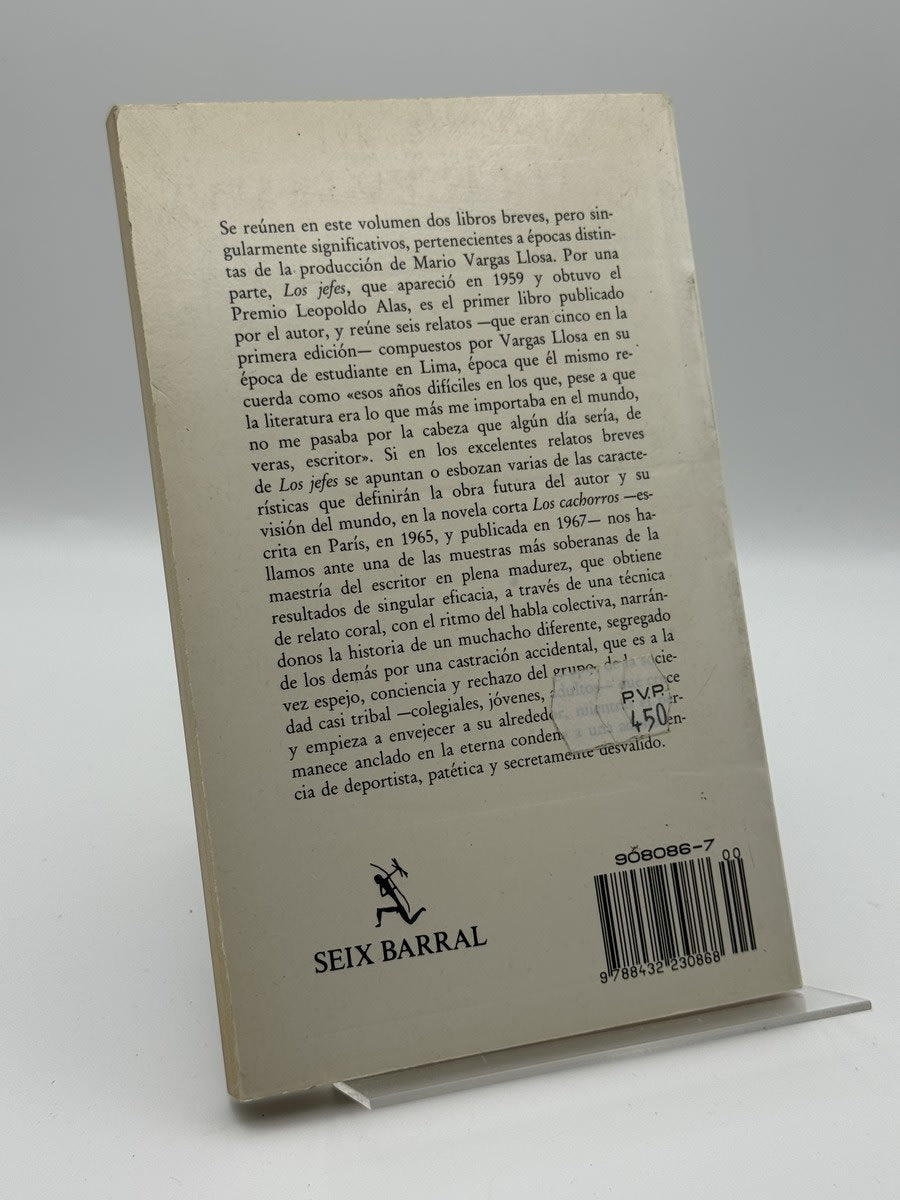 Se reúnen en este volumen dos libros breves, pero sin-
gularmente significativos, pertenecientes a épocas distin-
tas de la producción de Mario Vargas Llosa. Por una
parte, Los jefes, que apareció en 1959 y obtuvo el
Premio Leopoldo Alas, es el primer libro publicado
por el autor, y reúne seis relatos —que eran cinco en la
primera edición— compuestos por Vargas Llosa en su
época de estudiante en Lima, época que él mismo re-
cuerda como «esos años difíciles en los que, pese a que
la literatura era lo que más me importaba en el mundo,
no me pasaba por la cabeza que algún día sería, de
veras, escritor». Si en los excelentes relatos breves
de Los jefes se apuntan o esbozan varias de las caracte-
rísticas que definirán la obra futura del autor y su
visión del mundo, en la novela corta Los cachorros —es-
crita en París, en 1965, y publicada en 1967— nos ha-
llamos ante una de las muestras más soberanas de la
maestría del escritor en plena madurez, que obtiene
resultados de singular eficacia, a través de una técnica
de relato coral, con el ritmo del habla colectiva, narrán-
donos la historia de un muchacho diferente, segregado
de los demás por una castración accidental, que es a la
vez espejo, conciencia y rechazo del grupo, de la socie-
dad casi tribal —colegiales, jóvenes, adultos— que crece
y empieza a envejecer a su alrededor, mientras
manece anclado en la eterna a una
cia de deportista, patética y secretamente desvalido.
P.V.P.
450
SEIX BARRAL
908086-7
00
9 788432 230868